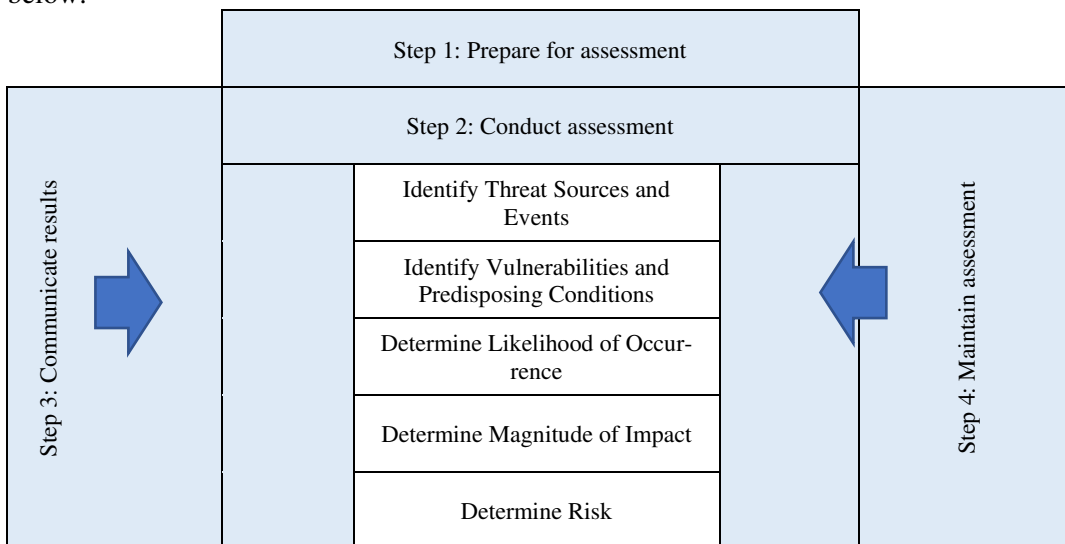 below.
Step 1: Prepare for assessment
Step 2: Conduct assessment
Step 3: Communicate results
Identify Threat Sources and
Events
Identify Vulnerabilities and
Predisposing Conditions
Determine Likelihood of Occur-
rence
Determine Magnitude of Impact
Determine Risk
Step 4: Maintain assessment